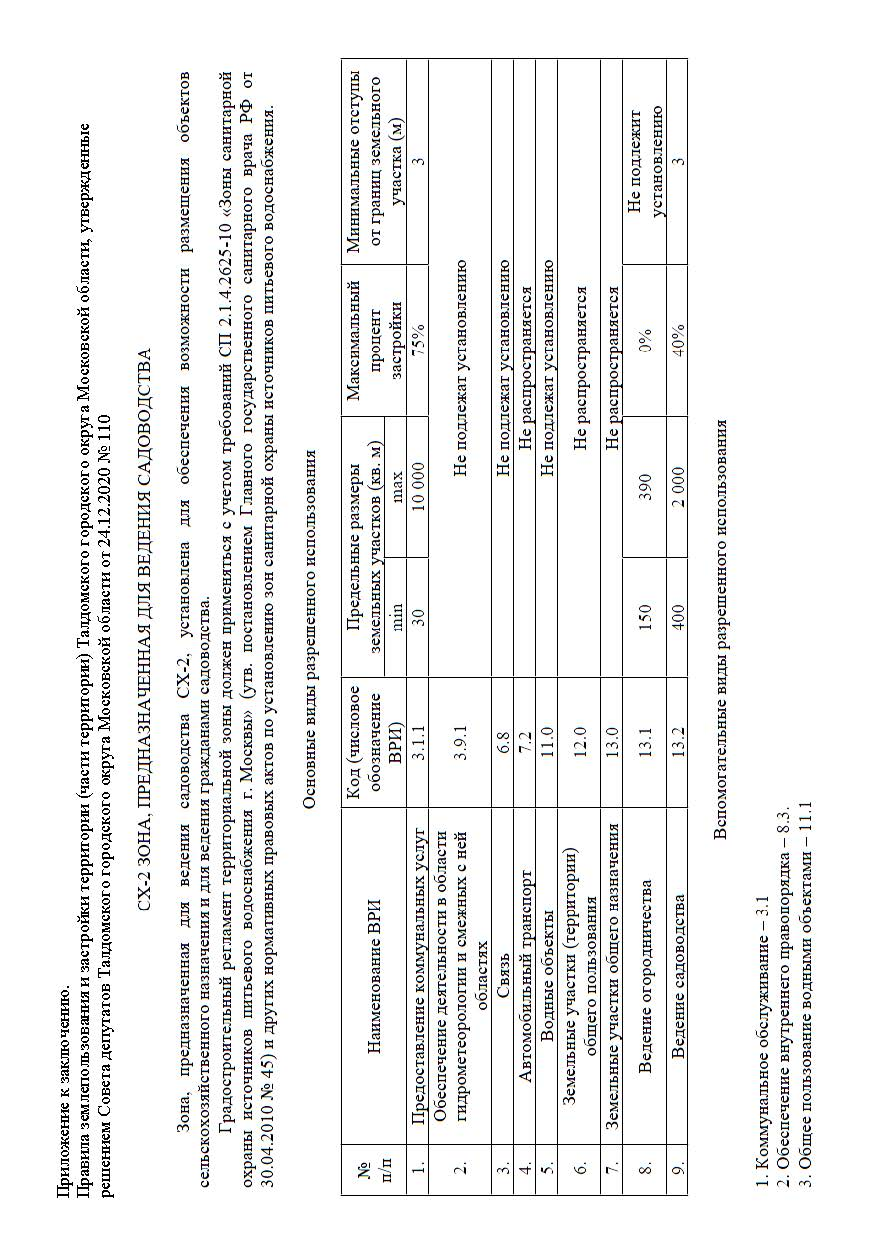 Приложение к заключению.
Правила землепользования и застройки территории (части территории) Талдомского городского округа Московской области, утвержденные
решением Совета депутатов Талдомского городского округа Московской области от 24.12.2020 № 110
СХ-2 ЗОНА, ПРЕДНАЗНАЧЕННАЯ ДЛЯ ВЕДЕНИЯ САДОВОДСТВА
Зона, предназначенная для ведения садоводства СХ-2, установлена для обеспечения возможности размещения объектов
сельскохозяйственного назначения и для ведения гражданами садоводства.
Градостроительный регламент территориальной зоны должен применяться с учетом требований СП 2.1.4.2625-10 «Зоны санитарной
охраны источников питьевого водоснабжения г. Москвы» (утв. постановлением Главного государственного санитарного врача РФ от
30.04.2010 № 45) и других нормативных правовых актов по установлению зон санитарной охраны источников питьевого водоснабжения.
Основные виды разрешенного использования
№
п/п
Наименование ВРИ
Код (числовое
обозначение
ВРИ)
Предельные размеры
земельных участков (кв. м)
min
max
Максимальный
процент
застройки
Минимальные отступы
от границ земельного
участка (м)
1. Предоставление коммунальных услуг 3.1.1 30 10 000 75% 3
2. Обеспечение деятельности в области
гидрометеорологии и смежных с ней
областях
3.9.1 Не подлежат установлению
3. Связь 6.8 Не подлежат установлению
4. Автомобильный транспорт 7.2 Не распространяется
5. Водные объекты 11.0 Не подлежат установлению
6. Земельные участки (территории)
общего пользования
12.0 Не распространяется
7. Земельные участки общего назначения 13.0 Не распространяется
8. Ведение огородничества 13.1 150 390 0% Не подлежит
установлению
9. Ведение садоводства 13.2 400 2 000 40% 3
Вспомогательные виды разрешенного использования
1. Коммунальное обслуживание – 3.1
2. Обеспечение внутреннего правопорядка – 8.3.
3. Общее пользование водными объектами – 11.1